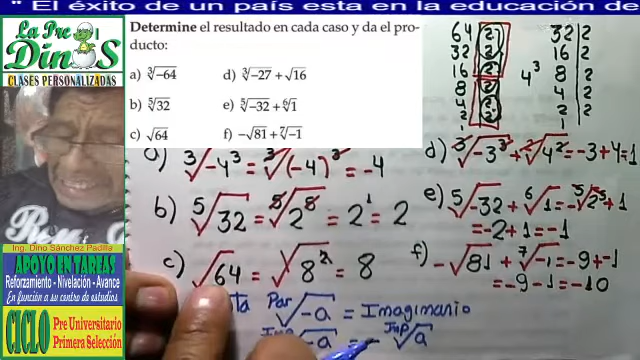 " El éxito de un país esta en la educación de
La Pre
DINOS
CLASES PERSONALIZADAS
Determine el resultado en cada caso y da el pro-
ducto:
a) ∛-64
d) ∛-27 + √16
b) ⁵√32
e) ⁵√-32 + ⁶√1
c) √64
f) -√81 + ⁷√-1
64 | 2
32 | 2
16 | 2
8 | 2
4 | 2
2 | 2
1
4³
32 | 2
16 | 2
8 | 2
4 | 2
2 | 2
1
a) ∛-4³ = ∛(-4)³ = -4
b) ⁵√32 = ⁵√2⁵ = 2¹ = 2
c) √64 = √8² = 8
d) ∛-3³ + ²√4² = -3 + 4 = 1
e) ⁵√-32 + ⁶√1 = -⁵√2⁵ + 1
= -2 + 1 = -1
f) -√81 + ⁷√-1 = -9 + -1
= -9 - 1 = -10
Par √-a = Imaginario
√-a = - Imp √a
Ing. Dino Sánchez Padilla
APOYO EN TAREAS
Reforzamiento - Nivelación - Avanzando
En función a su centro de estudios
CICLO
Pre Universitario
Primera Selección